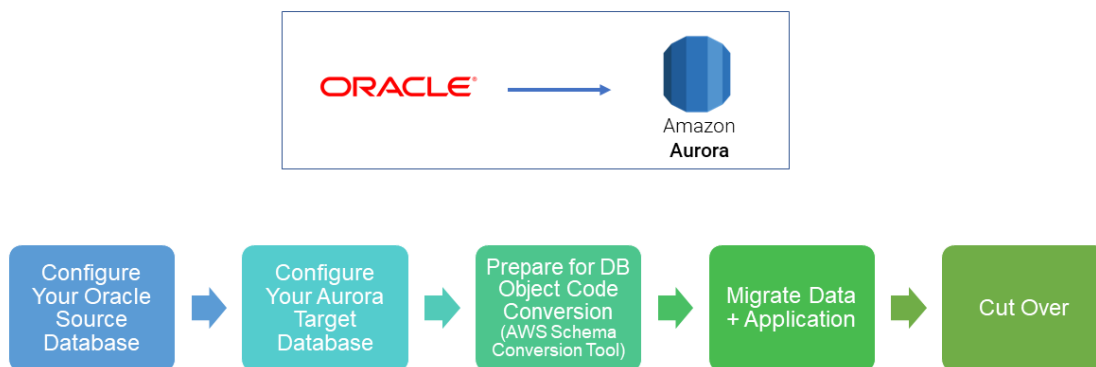 ORACLE®
Amazon
Aurora
Configure
Your Oracle
Source
Database
Configure
Your Aurora
Target
Database
Prepare for DB
Object Code
Conversion
(AWS Schema
Conversion Tool)
Migrate Data
+ Application
Cut Over